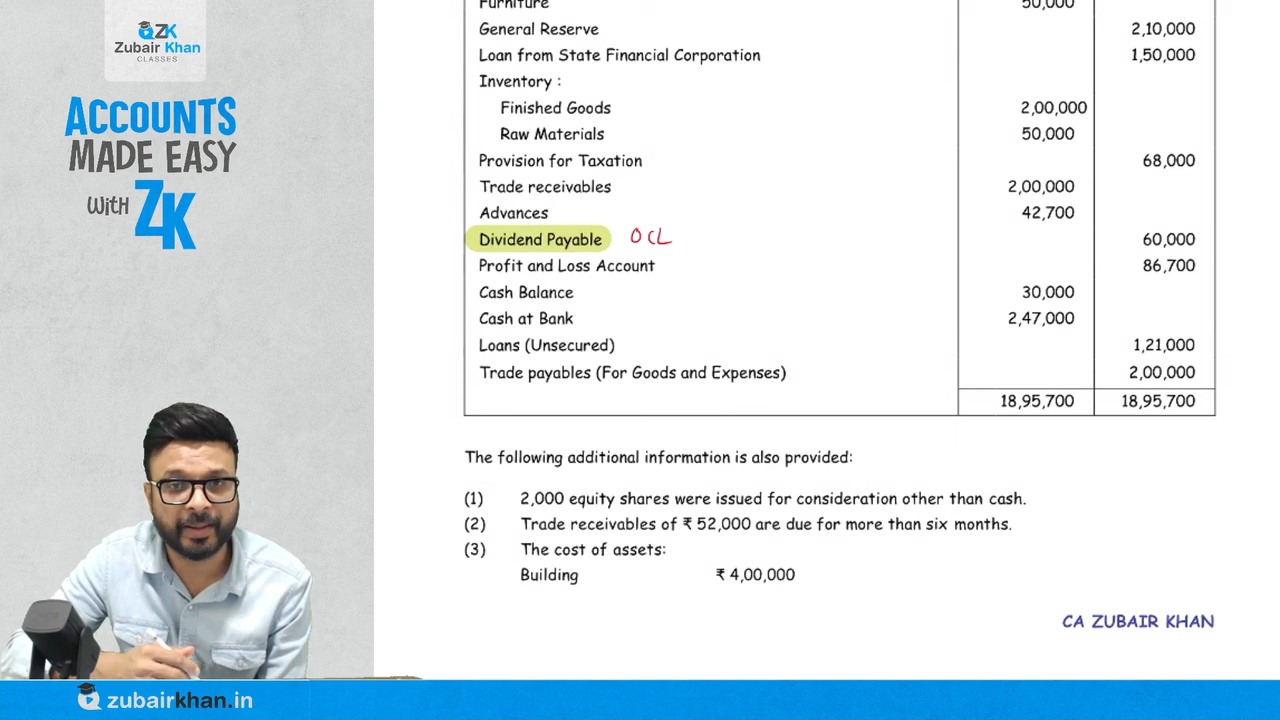 ZK
Zubair Khan
CLASSES
ACCOUNTS
MADE EASY
with ZK
Furniture 50,000
General Reserve 2,10,000
Loan from State Financial Corporation 1,50,000
Inventory :
Finished Goods 2,00,000
Raw Materials 50,000
Provision for Taxation 68,000
Trade receivables 2,00,000
Advances 42,700
Dividend Payable OCL 60,000
Profit and Loss Account 86,700
Cash Balance 30,000
Cash at Bank 2,47,000
Loans (Unsecured) 1,21,000
Trade payables (For Goods and Expenses) 2,00,000
18,95,700 18,95,700
The following additional information is also provided:
(1) 2,000 equity shares were issued for consideration other than cash.
(2) Trade receivables of ₹ 52,000 are due for more than six months.
(3) The cost of assets:
Building ₹ 4,00,000
CA ZUBAIR KHAN
zubairkhan.in